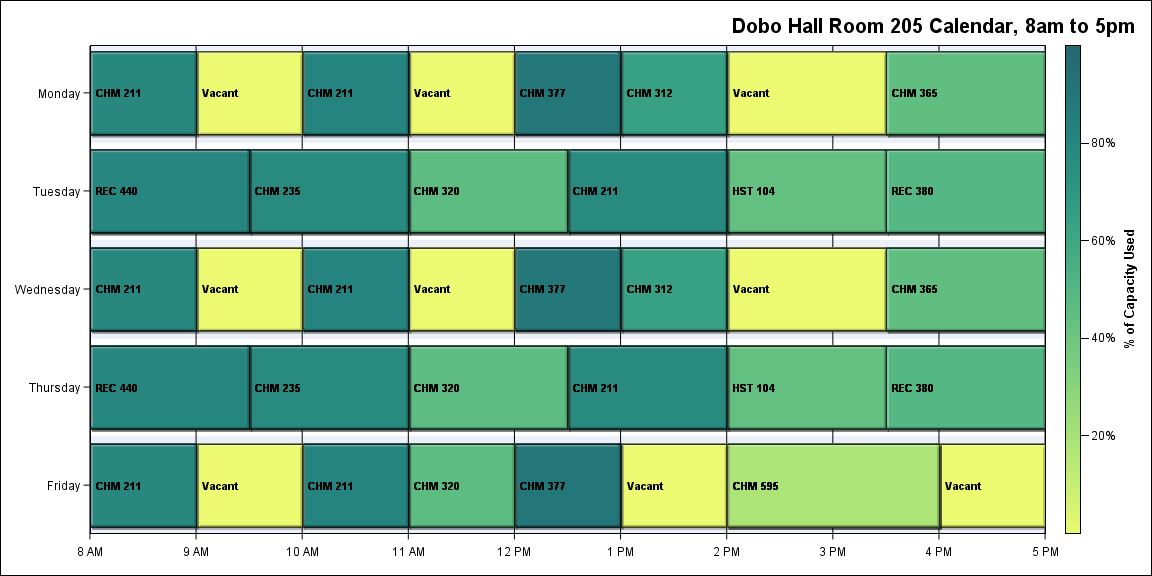 Dobo Hall Room 205 Calendar, 8am to 5pm
Monday CHM 211 Vacant CHM 211 Vacant CHM 377 CHM 312 Vacant CHM 365
Tuesday REC 440 CHM 235 CHM 320 CHM 211 HST 104 REC 380
Wednesday CHM 211 Vacant CHM 211 Vacant CHM 377 CHM 312 Vacant CHM 365
Thursday REC 440 CHM 235 CHM 320 CHM 211 HST 104 REC 380
Friday CHM 211 Vacant CHM 211 CHM 320 CHM 377 Vacant CHM 595 Vacant
8 AM 9 AM 10 AM 11 AM 12 PM 1 PM 2 PM 3 PM 4 PM 5 PM
80%
60%
40%
20%
% of Capacity Used